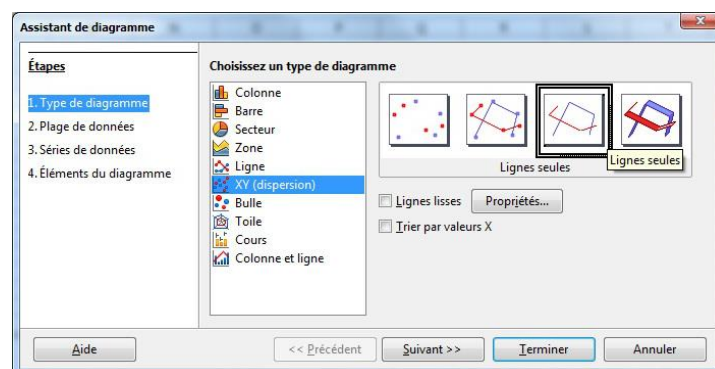 Assistant de diagramme
Étapes
1. Type de diagramme
2. Plage de données
3. Séries de données
4. Éléments du diagramme
Choisissez un type de diagramme
Colonne
Barre
Secteur
Zone
Ligne
XY (dispersion)
Bulle
Toile
Cours
Colonne et ligne
Lignes seules
Lignes seules
Lignes lisses
Propriétés...
Trier par valeurs X
Aide
<< Précédent
Suivant >>
Terminer
Annuler